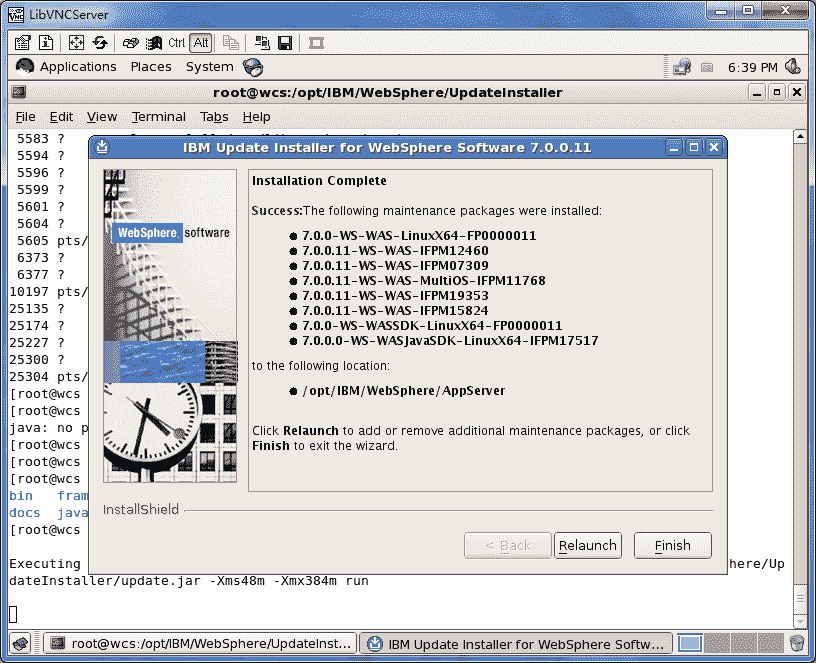 LibVNCServer
Ctrl Alt
Applications Places System 6:39 PM
root@wcs:/opt/IBM/WebSphere/UpdateInstaller
File Edit View Terminal Tabs Help
5583 ?
5594 ?
5596 ?
5599 ?
5601 ?
5604 ?
5605 pts/
6373 ?
6377 ?
10197 pts/
25135 ?
25174 ?
25227 ?
25300 ?
25304 pts/
[root@wcs
[root@wcs
java: no p
[root@wcs
[root@wcs
[root@wcs
bin fram
docs java
[root@wcs
IBM Update Installer for WebSphere Software 7.0.0.11
WebSphere. software
Installation Complete
Success:The following maintenance packages were installed:
● 7.0.0-WS-WAS-LinuxX64-FP0000011
● 7.0.0.11-WS-WAS-IFPM12460
● 7.0.0.11-WS-WAS-IFPM07309
● 7.0.0.11-WS-WAS-MultiOS-IFPM11768
● 7.0.0.11-WS-WAS-IFPM19353
● 7.0.0.11-WS-WAS-IFPM15824
● 7.0.0-WS-WASSDK-LinuxX64-FP0000011
● 7.0.0.0-WS-WASJavaSDK-LinuxX64-IFPM17517
to the following location:
● /opt/IBM/WebSphere/AppServer
Click Relaunch to add or remove additional maintenance packages, or click
Finish to exit the wizard.
InstallShield
< Back Relaunch Finish
Executing here/Up
dateInstaller/update.jar -Xms48m -Xmx384m run
root@wcs:/opt/IBM/WebSphere/UpdateInst... IBM Update Installer for WebSphere Softw...